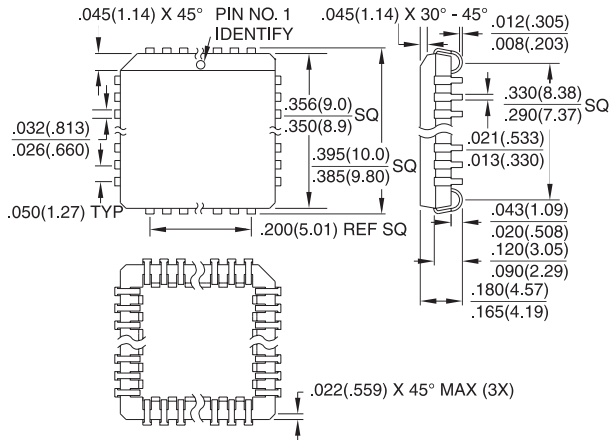 .045(1.14) X 45°
PIN NO. 1
IDENTIFY
.045(1.14) X 30° - 45°
.012(.305)
.008(.203)
.356(9.0)
.350(8.9)
SQ
.330(8.38)
.290(7.37)
SQ
.032(.813)
.026(.660)
.021(.533)
.013(.330)
.395(10.0)
.385(9.80)
SQ
.050(1.27) TYP
.200(5.01) REF SQ
.043(1.09)
.020(.508)
.120(3.05)
.090(2.29)
.180(4.57)
.165(4.19)
.022(.559) X 45° MAX (3X)